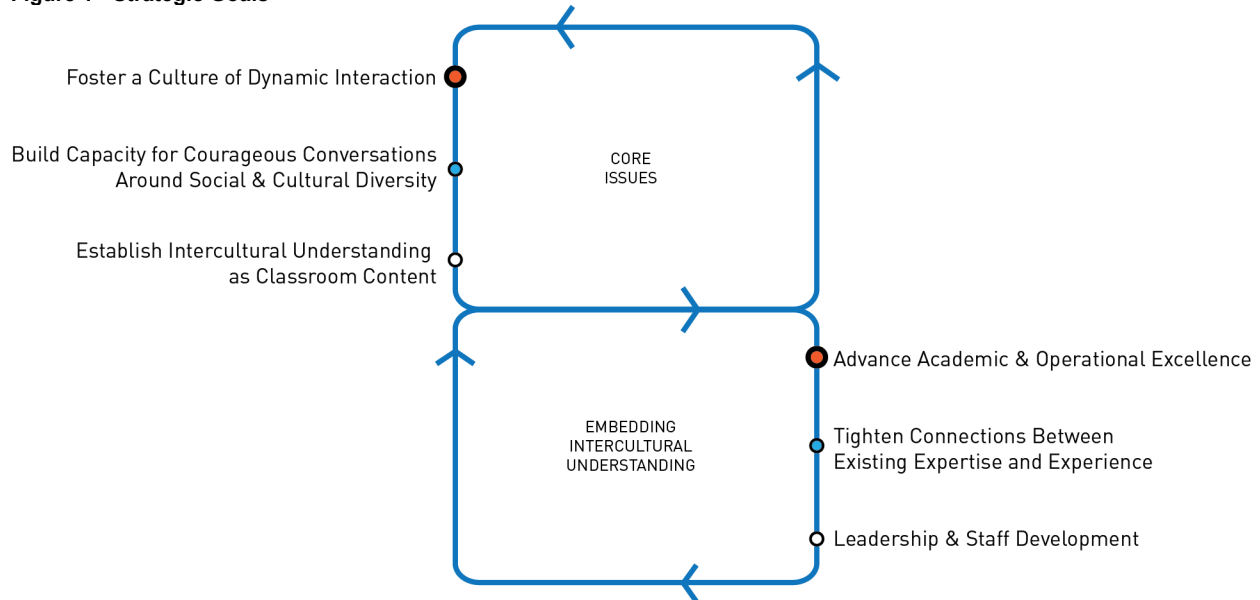 Foster a Culture of Dynamic Interaction
Build Capacity for Courageous Conversations
Around Social & Cultural Diversity
Establish Intercultural Understanding
as Classroom Content
CORE
ISSUES
Advance Academic & Operational Excellence
EMBEDDING
INTERCULTURAL
UNDERSTANDING
Tighten Connections Between
Existing Expertise and Experience
Leadership & Staff Development